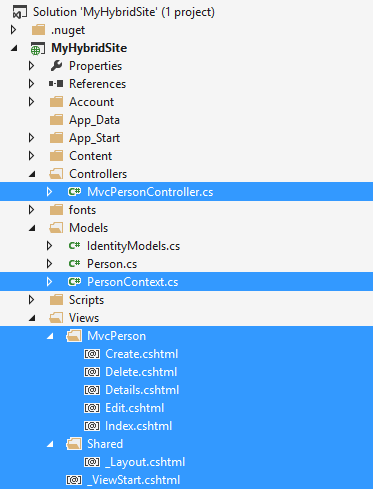 Solution 'MyHybridSite' (1 project)
.nuget
MyHybridSite
Properties
References
Account
App_Data
App_Start
Content
Controllers
MvcPersonController.cs
fonts
Models
IdentityModels.cs
Person.cs
PersonContext.cs
Scripts
Views
MvcPerson
Create.cshtml
Delete.cshtml
Details.cshtml
Edit.cshtml
Index.cshtml
Shared
_Layout.cshtml
_ViewStart.cshtml